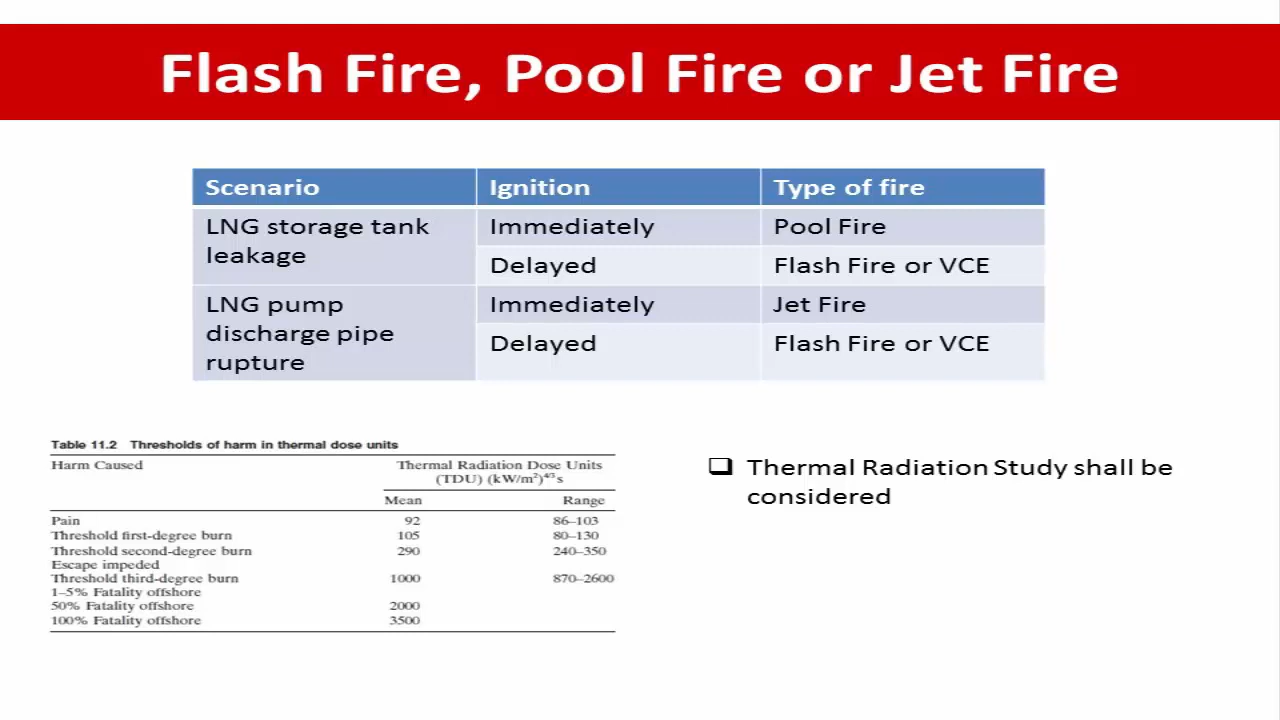 Flash Fire, Pool Fire or Jet Fire
Scenario Ignition Type of fire
LNG storage tank leakage Immediately Pool Fire
Delayed Flash Fire or VCE
LNG pump discharge pipe rupture Immediately Jet Fire
Delayed Flash Fire or VCE
Table 11.2 Thresholds of harm in thermal dose units
Harm Caused Thermal Radiation Dose Units
(TDU) (kW/m²)⁴ᐟ³s
Mean Range
Pain 92 86–103
Threshold first-degree burn 105 80–130
Threshold second-degree burn 290 240–350
Escape impeded
Threshold third-degree burn 1000 870–2600
1–5% Fatality offshore
50% Fatality offshore 2000
100% Fatality offshore 3500
Thermal Radiation Study shall be
considered